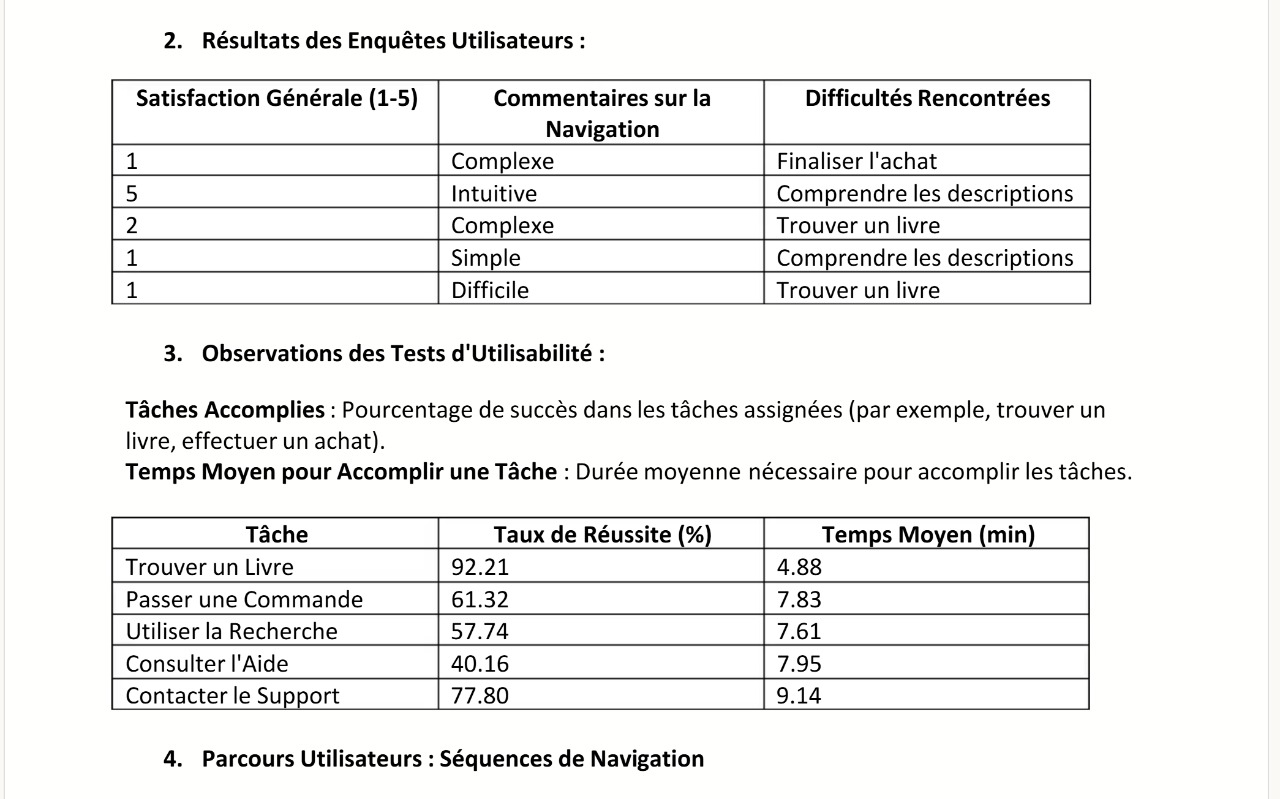 2. Résultats des Enquêtes Utilisateurs :
Satisfaction Générale (1-5) Commentaires sur la Navigation Difficultés Rencontrées
1 Complexe Finaliser l'achat
5 Intuitive Comprendre les descriptions
2 Complexe Trouver un livre
1 Simple Comprendre les descriptions
1 Difficile Trouver un livre
3. Observations des Tests d'Utilisabilité :
Tâches Accomplies : Pourcentage de succès dans les tâches assignées (par exemple, trouver un
livre, effectuer un achat).
Temps Moyen pour Accomplir une Tâche : Durée moyenne nécessaire pour accomplir les tâches.
Tâche Taux de Réussite (%) Temps Moyen (min)
Trouver un Livre 92.21 4.88
Passer une Commande 61.32 7.83
Utiliser la Recherche 57.74 7.61
Consulter l'Aide 40.16 7.95
Contacter le Support 77.80 9.14
4. Parcours Utilisateurs : Séquences de Navigation